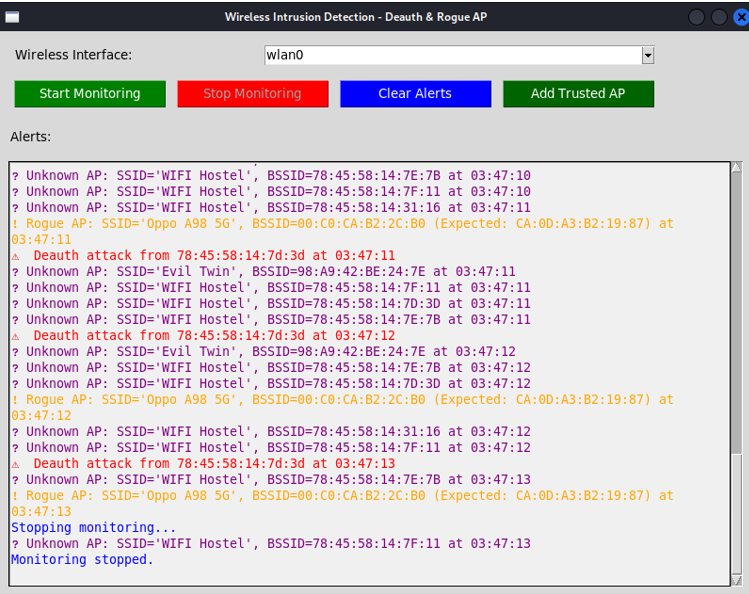 Wireless Intrusion Detection - Deauth & Rogue AP
Wireless Interface:
wlan0
Start Monitoring
Stop Monitoring
Clear Alerts
Add Trusted AP
Alerts:
? Unknown AP: SSID='WIFI Hostel', BSSID=78:45:58:14:7E:7B at 03:47:10
? Unknown AP: SSID='WIFI Hostel', BSSID=78:45:58:14:7F:11 at 03:47:10
? Unknown AP: SSID='WIFI Hostel', BSSID=78:45:58:14:31:16 at 03:47:11
! Rogue AP: SSID='Oppo A98 5G', BSSID=00:C0:CA:B2:2C:B0 (Expected: CA:0D:A3:B2:19:87) at
03:47:11
⚠ Deauth attack from 78:45:58:14:7d:3d at 03:47:11
? Unknown AP: SSID='Evil Twin', BSSID=98:A9:42:BE:24:7E at 03:47:11
? Unknown AP: SSID='WIFI Hostel', BSSID=78:45:58:14:7F:11 at 03:47:11
? Unknown AP: SSID='WIFI Hostel', BSSID=78:45:58:14:7D:3D at 03:47:11
? Unknown AP: SSID='WIFI Hostel', BSSID=78:45:58:14:7E:7B at 03:47:11
⚠ Deauth attack from 78:45:58:14:7d:3d at 03:47:12
? Unknown AP: SSID='Evil Twin', BSSID=98:A9:42:BE:24:7E at 03:47:12
? Unknown AP: SSID='WIFI Hostel', BSSID=78:45:58:14:7E:7B at 03:47:12
? Unknown AP: SSID='WIFI Hostel', BSSID=78:45:58:14:7D:3D at 03:47:12
! Rogue AP: SSID='Oppo A98 5G', BSSID=00:C0:CA:B2:2C:B0 (Expected: CA:0D:A3:B2:19:87) at
03:47:12
? Unknown AP: SSID='WIFI Hostel', BSSID=78:45:58:14:31:16 at 03:47:12
? Unknown AP: SSID='WIFI Hostel', BSSID=78:45:58:14:7F:11 at 03:47:12
⚠ Deauth attack from 78:45:58:14:7d:3d at 03:47:13
? Unknown AP: SSID='WIFI Hostel', BSSID=78:45:58:14:7E:7B at 03:47:13
! Rogue AP: SSID='Oppo A98 5G', BSSID=00:C0:CA:B2:2C:B0 (Expected: CA:0D:A3:B2:19:87) at
03:47:13
Stopping monitoring...
? Unknown AP: SSID='WIFI Hostel', BSSID=78:45:58:14:7F:11 at 03:47:13
Monitoring stopped.